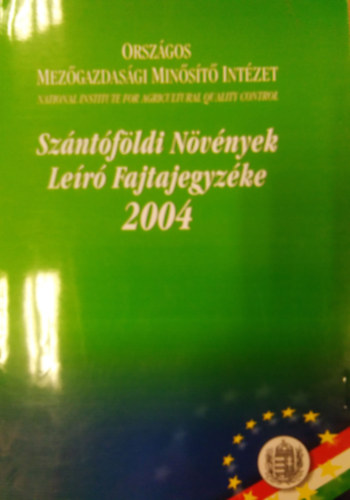 ORSZÁGOS
MEZŐGAZDASÁGI MINŐSÍTŐ INTÉZET
NATIONAL INSTITUTE FOR AGRICULTURAL QUALITY CONTROL
Szántóföldi Növények
Leíró Fajtajegyzéke
2004